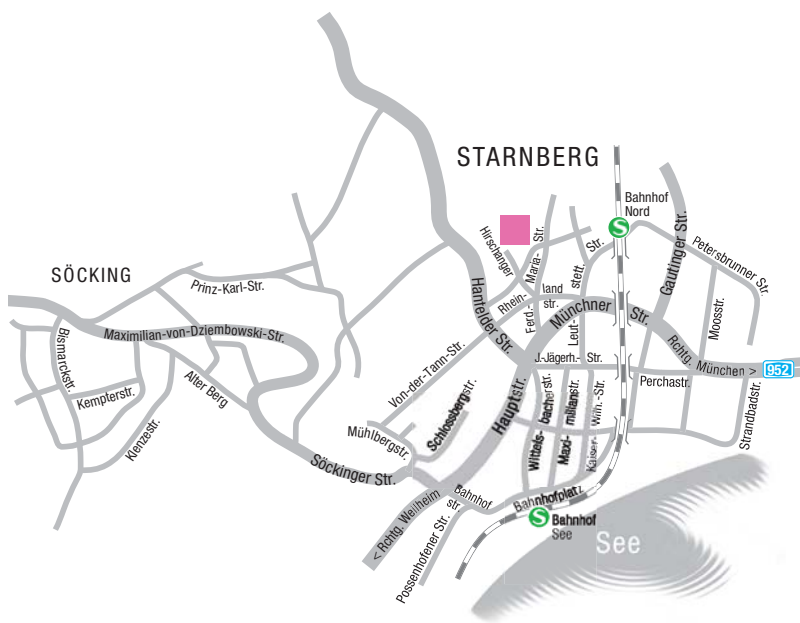 STARNBERG
SÖCKING
Bahnhof
Nord
S
Gautinger Str.
Petersbrunner Str.
Moosstr.
Hirschanger
Maria-
Str.
Ferd.-
stett.
Str.
Leut-
Rhein-
land
str.
Hanfelder Str.
Münchner
Str.
Rchtg. München >
952
Prinz-Karl-Str.
Maximilian-von-Dziembowski-Str.
Bismarckstr.
Kempterstr.
Klenzestr.
Alter Berg
Von-der-Tann-Str.
J.-Jägerh.-
Str.
Perchastr.
Strandbadstr.
Hauptstr.
Schlossbergstr.
Mühlbergstr.
Söckinger Str.
Wittelsbacherstr.
Maximilianstr.
Kaiser-
Wilh.-Str.
< Rchtg. Weilheim
Bahnhof
str.
Bahnhofplatz
Possenhofener Str.
S
Bahnhof
See
See